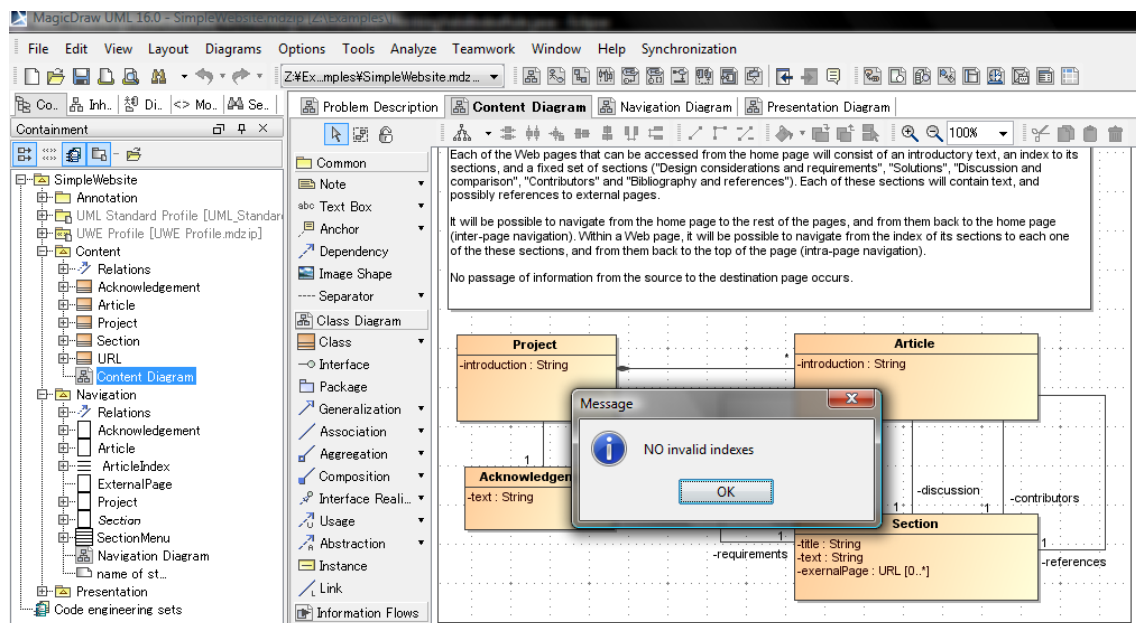 MagicDraw UML 16.0 - SimpleWebsite.mdzip [Z:\examples\]
File Edit View Layout Diagrams Options Tools Analyze Teamwork Window Help Synchronization
Z:¥Ex...mples¥SimpleWebsite.mdz...
Co.. Inh.. Di.. <> Mo.. Se..
Containment
SimpleWebsite
Annotation
UML Standard Profile [UML_Standar
UWE Profile [UWE Profile.mdzip]
Content
Relations
Acknowledgement
Article
Project
Section
URL
Content Diagram
Navigation
Relations
Acknowledgement
Article
ArticleIndex
ExternalPage
Project
Section
SectionMenu
Navigation Diagram
name of st...
Presentation
Code engineering sets
Problem Description Content Diagram Navigation Diagram Presentation Diagram
100%
Common
Note
abc Text Box
Anchor
Dependency
Image Shape
Separator
Class Diagram
Class
Interface
Package
Generalization
Association
Aggregation
Composition
Interface Reali...
Usage
Abstraction
Instance
Link
Information Flows
Each of the Web pages that can be accessed from the home page will consist of an introductory text, an index to its
sections, and a fixed set of sections ("Design considerations and requirements", "Solutions", "Discussion and
comparison", "Contributors" and "Bibliography and references"). Each of these sections will contain text, and
possibly references to external pages.
It will be possible to navigate from the home page to the rest of the pages, and from them back to the home page
(inter-page navigation). Within a Web page, it will be possible to navigate from the index of its sections to each one
of the these sections, and from them back to the top of the page (intra-page navigation).
No passage of information from the source to the destination page occurs.
Project
-introduction : String
*
Article
-introduction : String
Message
NO invalid indexes
OK
1
Acknowledgen
-text : String
-discussion
-contributors
1
1
Section
-title : String
-text : String
-exernalPage : URL [0..*]
1
-requirements
1
-references